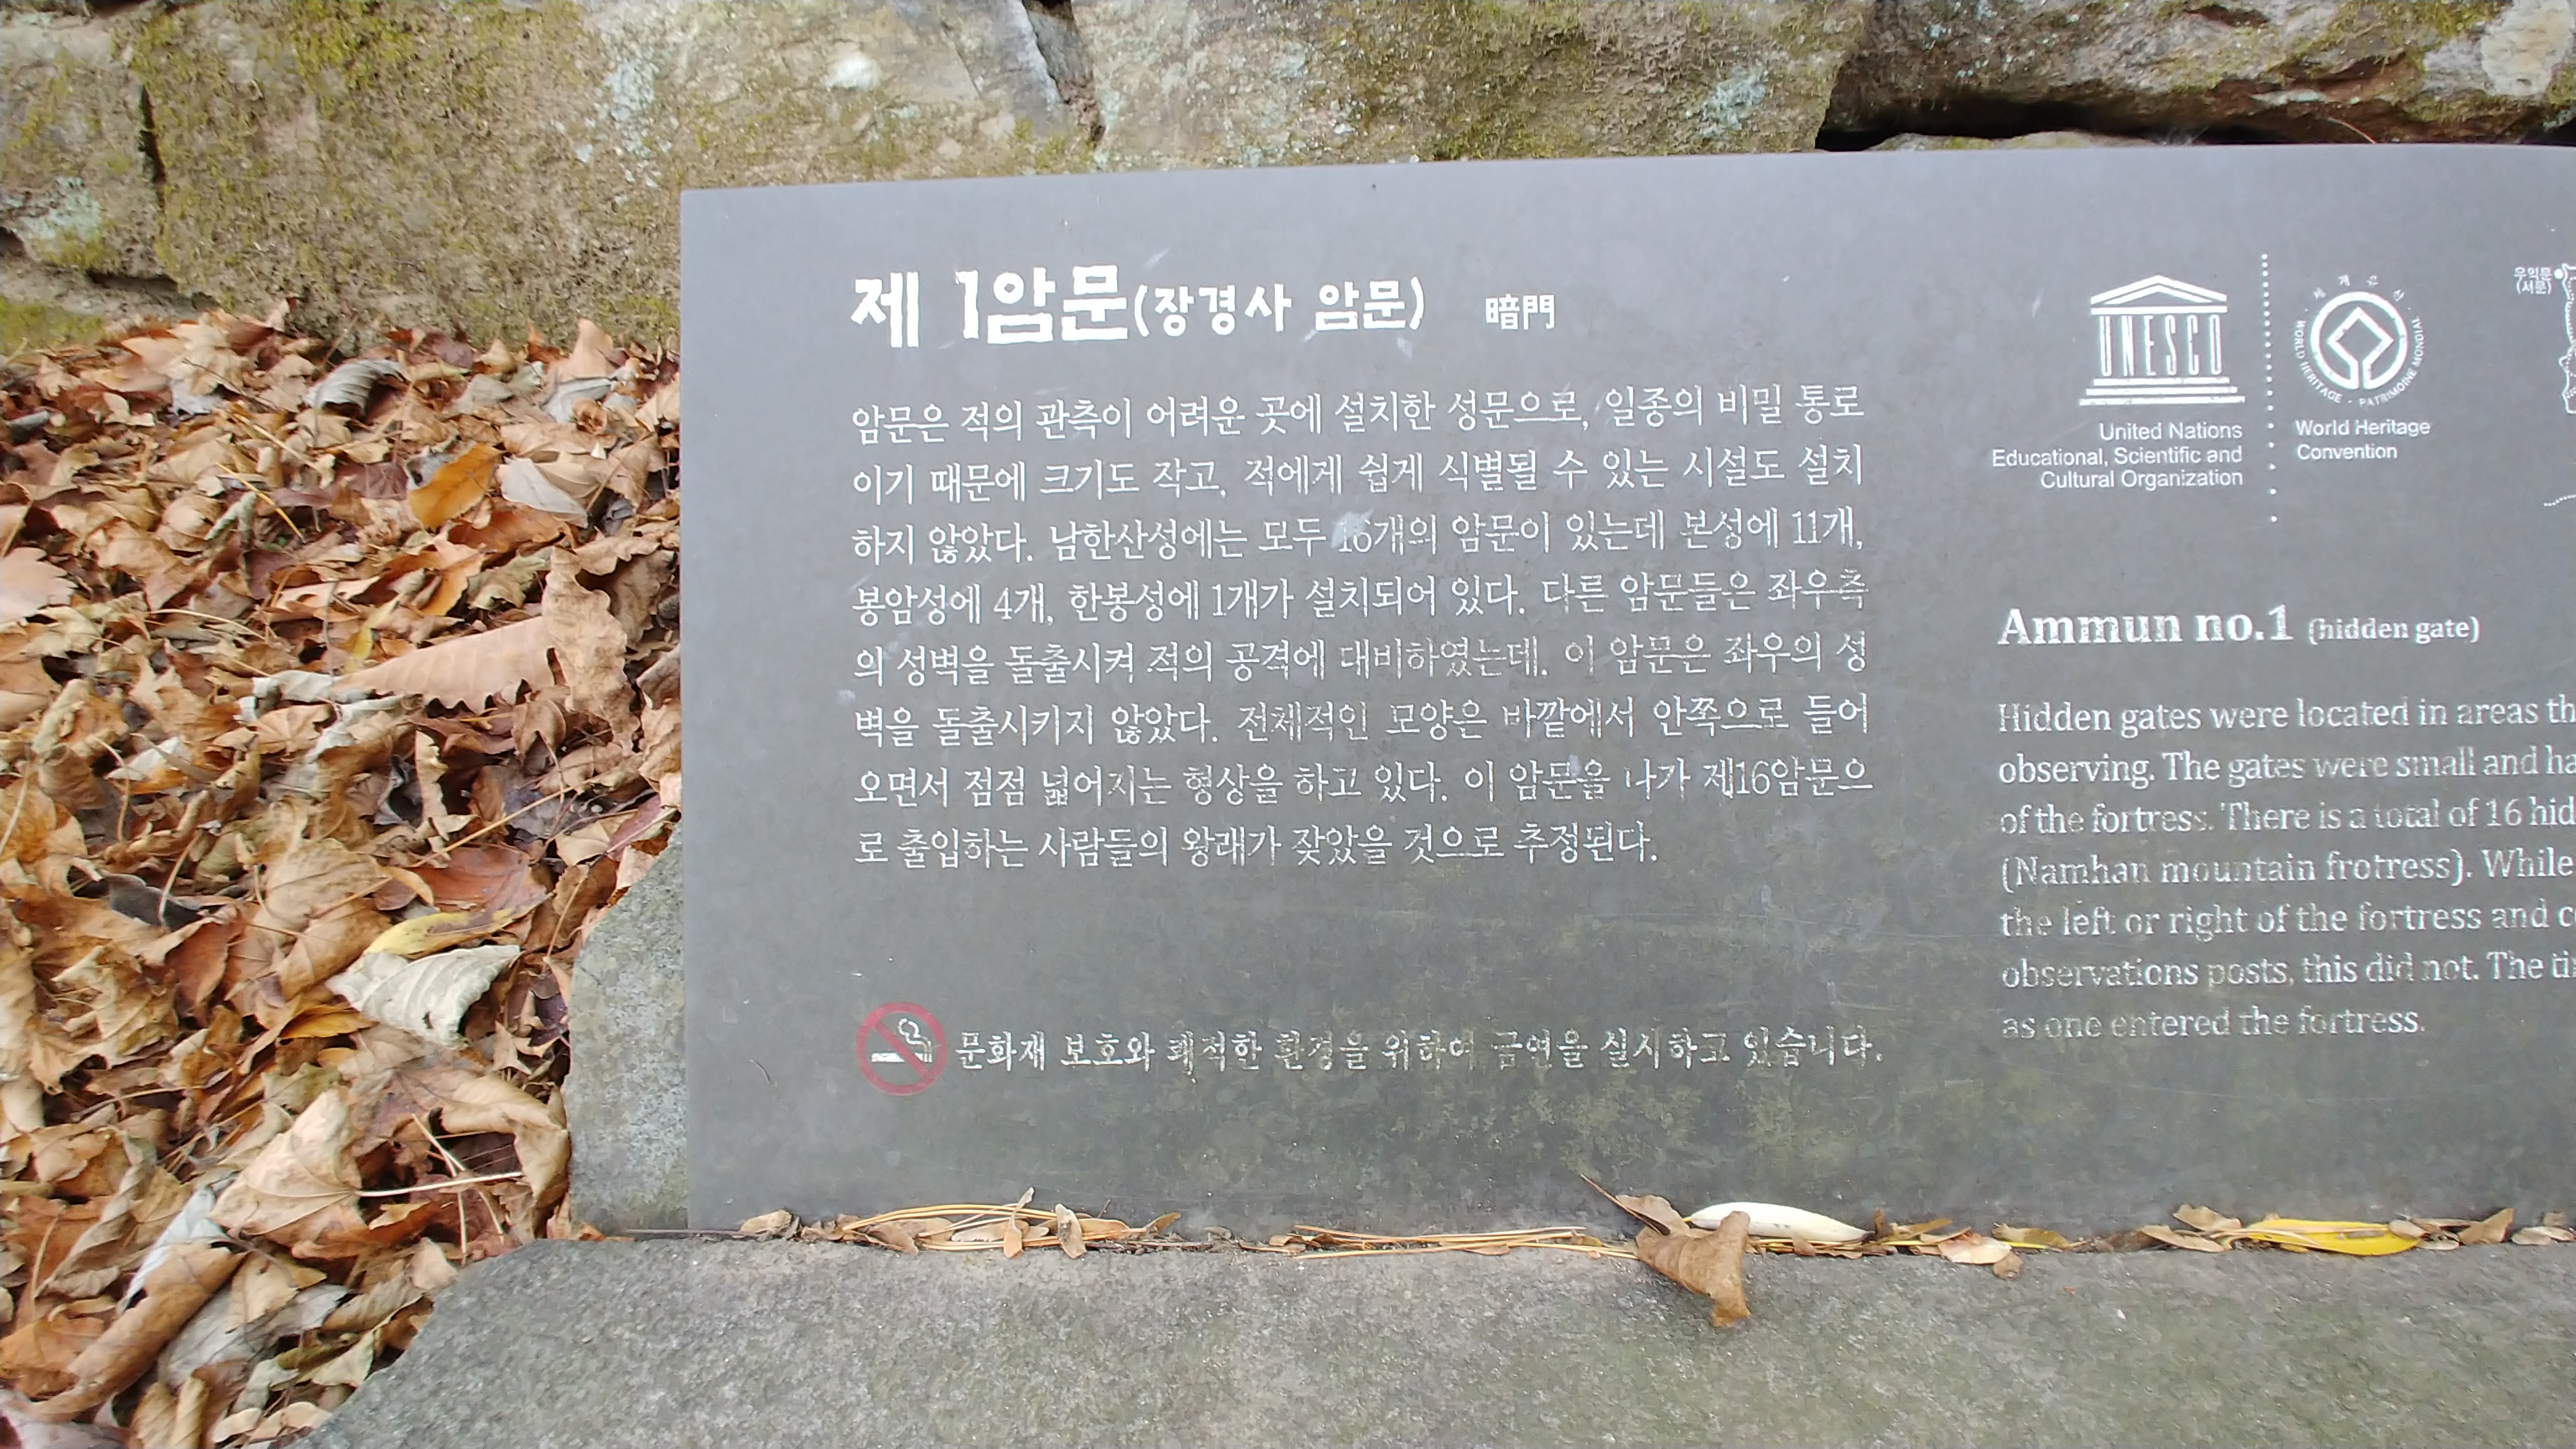 제 1암문(장경사 암문) 暗門
암문은 적의 관측이 어려운 곳에 설치한 성문으로, 일종의 비밀 통로
이기 때문에 크기도 작고, 적에게 쉽게 식별될 수 있는 시설도 설치
하지 않았다. 남한산성에는 모두 16개의 암문이 있는데 본성에 11개,
봉암성에 4개, 한봉성에 1개가 설치되어 있다. 다른 암문들은 좌우측
의 성벽을 돌출시켜 적의 공격에 대비하였는데, 이 암문은 좌우의 성
벽을 돌출시키지 않았다. 전체적인 모양은 바깥에서 안쪽으로 들어
오면서 점점 넓어지는 형상을 하고 있다. 이 암문을 나가 제16암문으
로 출입하는 사람들의 왕래가 잦았을 것으로 추정된다.
문화재 보호와 쾌적한 환경을 위하여 금연을 실시하고 있습니다.
UNESCO
United Nations
Educational, Scientific and
Cultural Organization
세계유산 · WORLD HERITAGE · PATRIMOINE MONDIAL
World Heritage
Convention
우익문
(서문)
Ammun no.1 (hidden gate)
Hidden gates were located in areas th
observing. The gates were small and ha
of the fortress. There is a total of 16 hid
(Namhan mountain frotress). While
the left or right of the fortress and c
observations posts, this did not. The
as one entered the fortress.